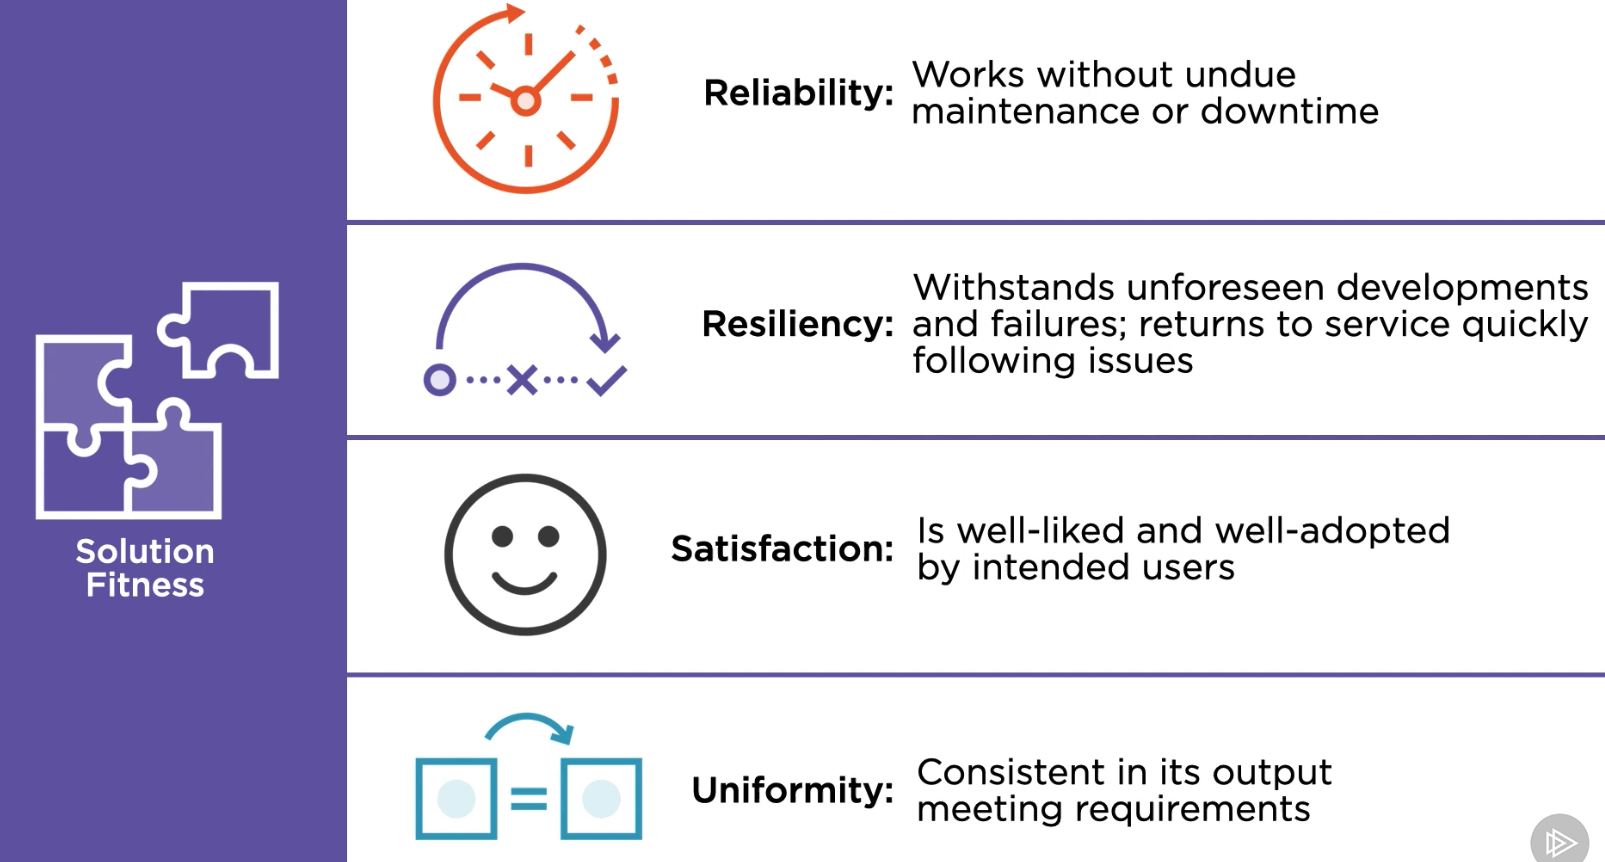 Solution
Fitness
Reliability:
Works without undue
maintenance or downtime
Resiliency:
Withstands unforeseen developments
and failures; returns to service quickly
following issues
Satisfaction:
Is well-liked and well-adopted
by intended users
Uniformity:
Consistent in its output
meeting requirements